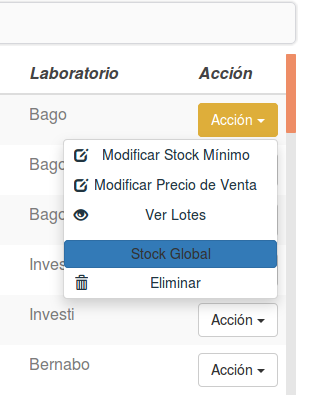 Laboratorio Acción
Bago Acción
Modificar Stock Mínimo
Bago
Modificar Precio de Venta
Bago
Ver Lotes
Stock Global
Inves
Eliminar
Investi Acción
Bernabo Acción